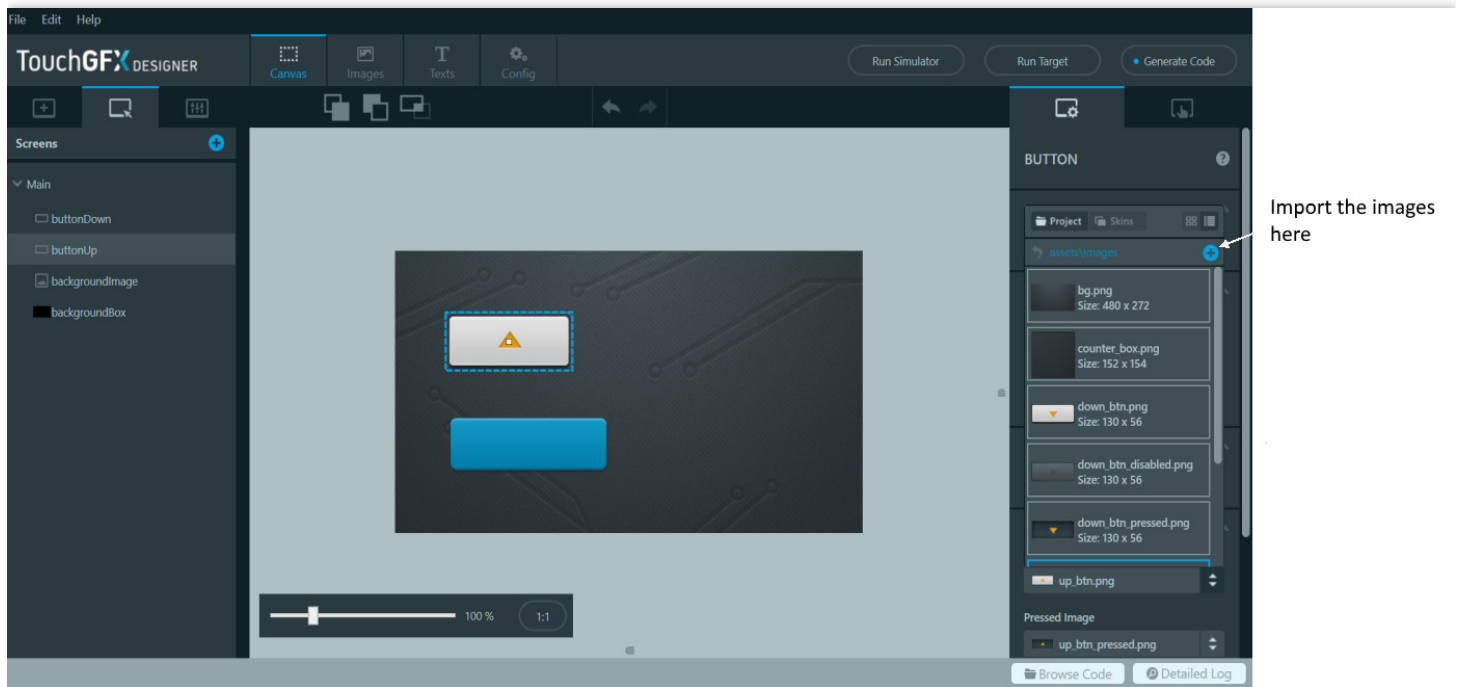 File Edit Help
TouchGFX DESIGNER
Canvas
Images
Texts
Config
Run Simulator
Run Target
Generate Code
Screens
Main
buttonDown
buttonUp
backgroundImage
backgroundBox
100 %
1:1
BUTTON
Project
Skins
assets\images
bg.png
Size: 480 x 272
counter_box.png
Size: 152 x 154
down_btn.png
Size: 130 x 56
down_btn_disabled.png
Size: 130 x 56
down_btn_pressed.png
Size: 130 x 56
up_btn.png
Pressed Image
up_btn_pressed.png
Browse Code
Detailed Log
Import the images
here